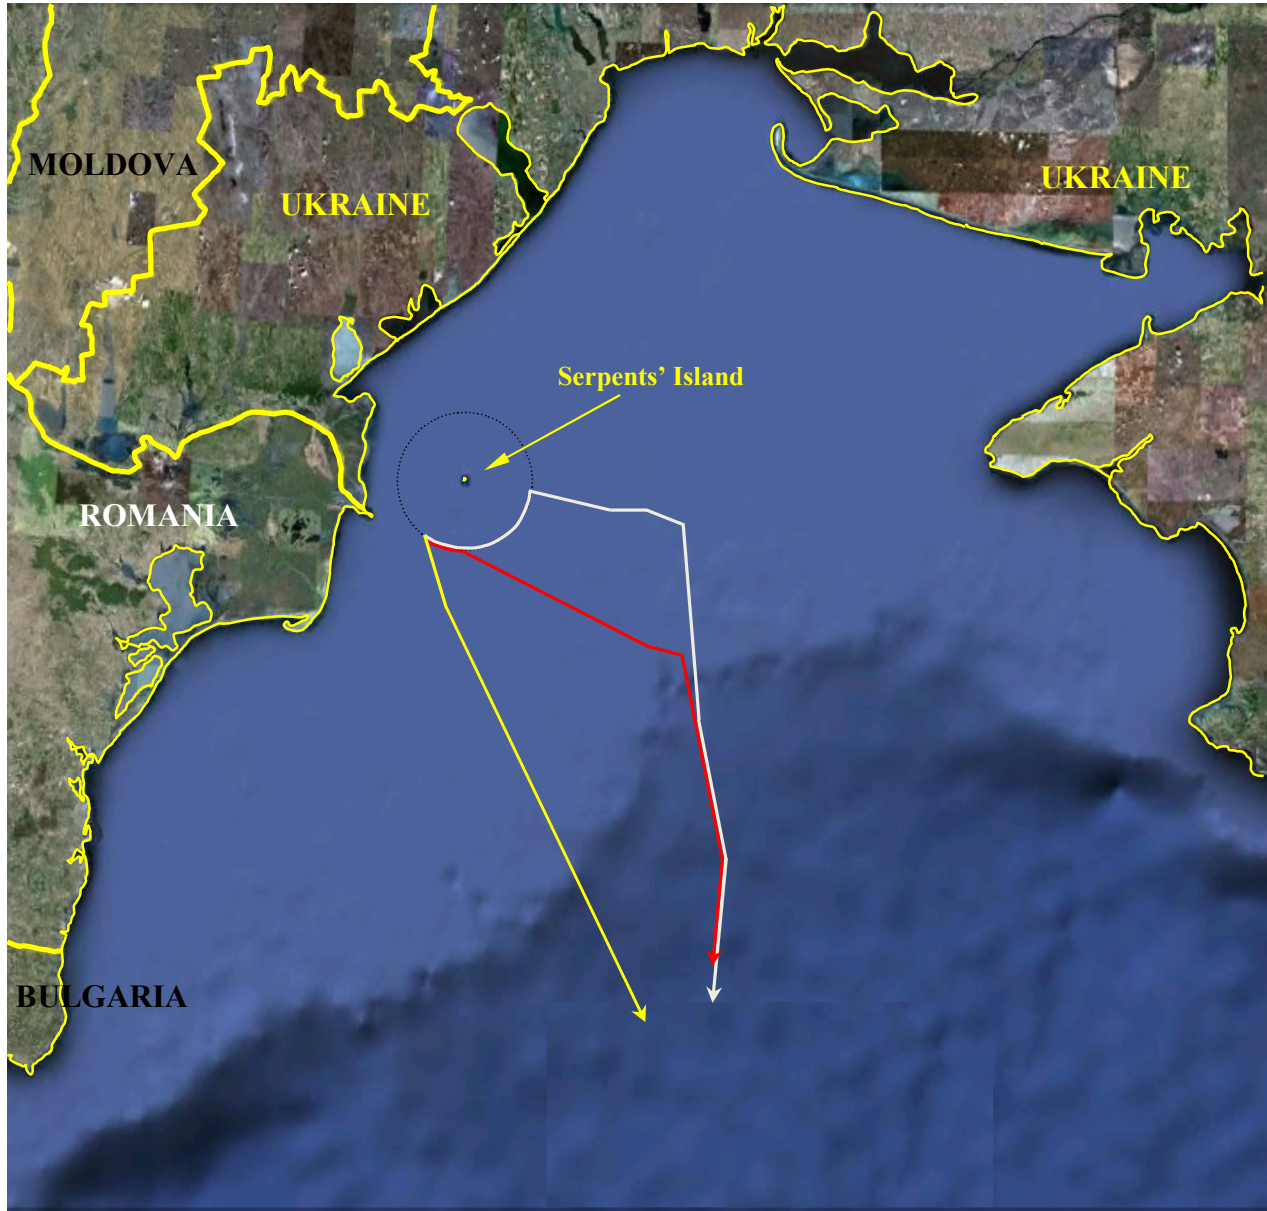 MOLDOVA
UKRAINE
UKRAINE
Serpents’ Island
ROMANIA
BULGARIA